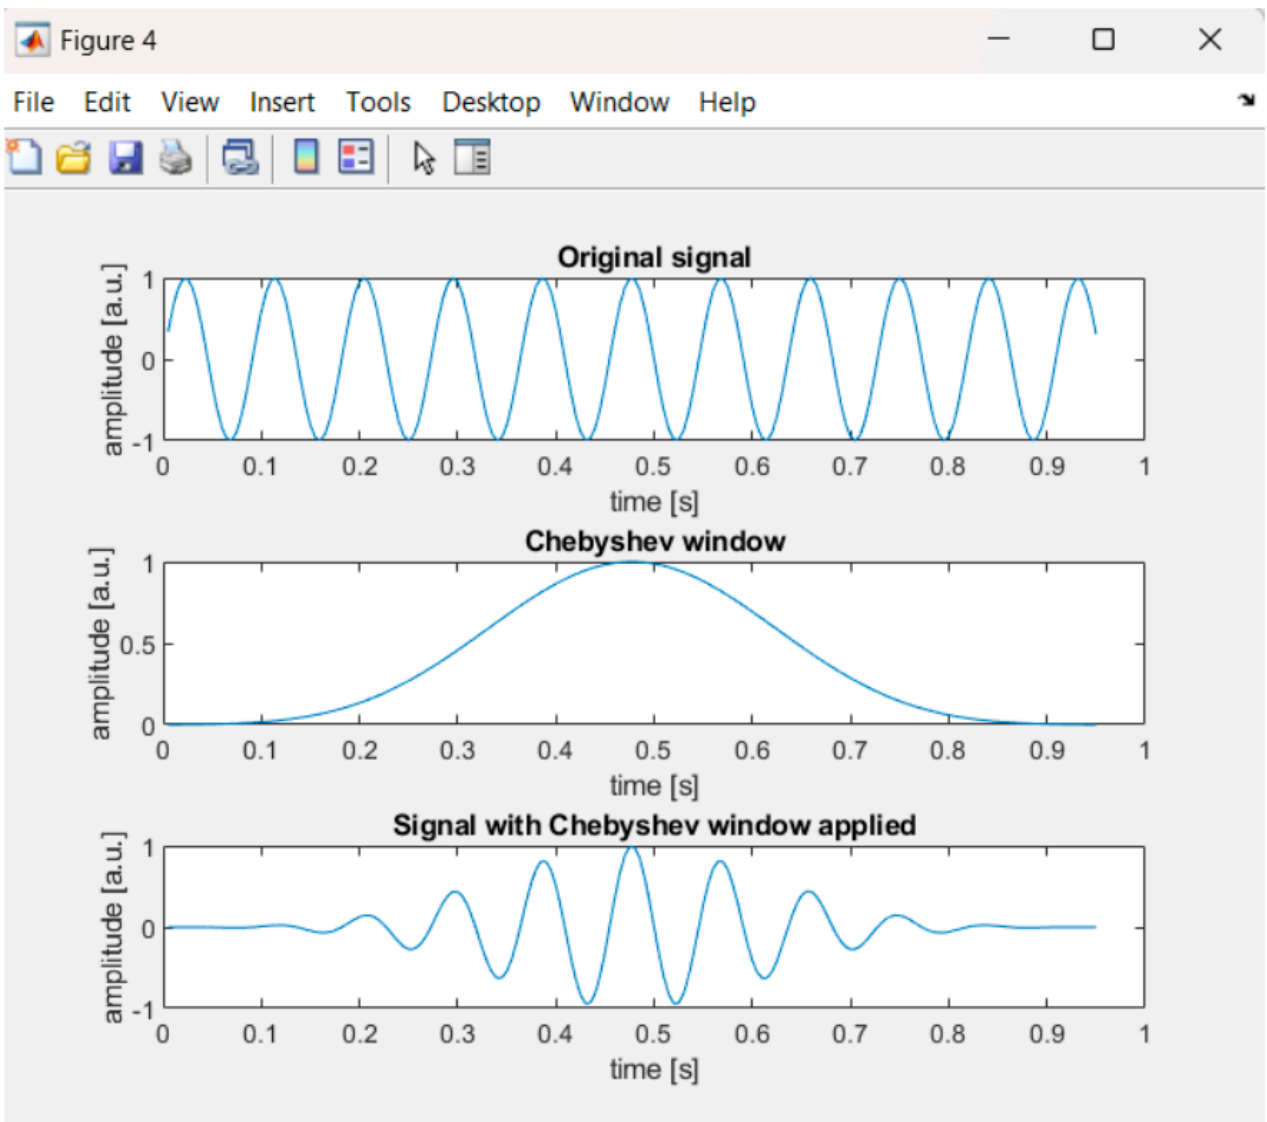 Figure 4
File Edit View Insert Tools Desktop Window Help
Original signal
amplitude [a.u.]
1
0
-1
0 0.1 0.2 0.3 0.4 0.5 0.6 0.7 0.8 0.9 1
time [s]
Chebyshev window
amplitude [a.u.]
1
0.5
0
0 0.1 0.2 0.3 0.4 0.5 0.6 0.7 0.8 0.9 1
time [s]
Signal with Chebyshev window applied
amplitude [a.u.]
1
0
-1
0 0.1 0.2 0.3 0.4 0.5 0.6 0.7 0.8 0.9 1
time [s]